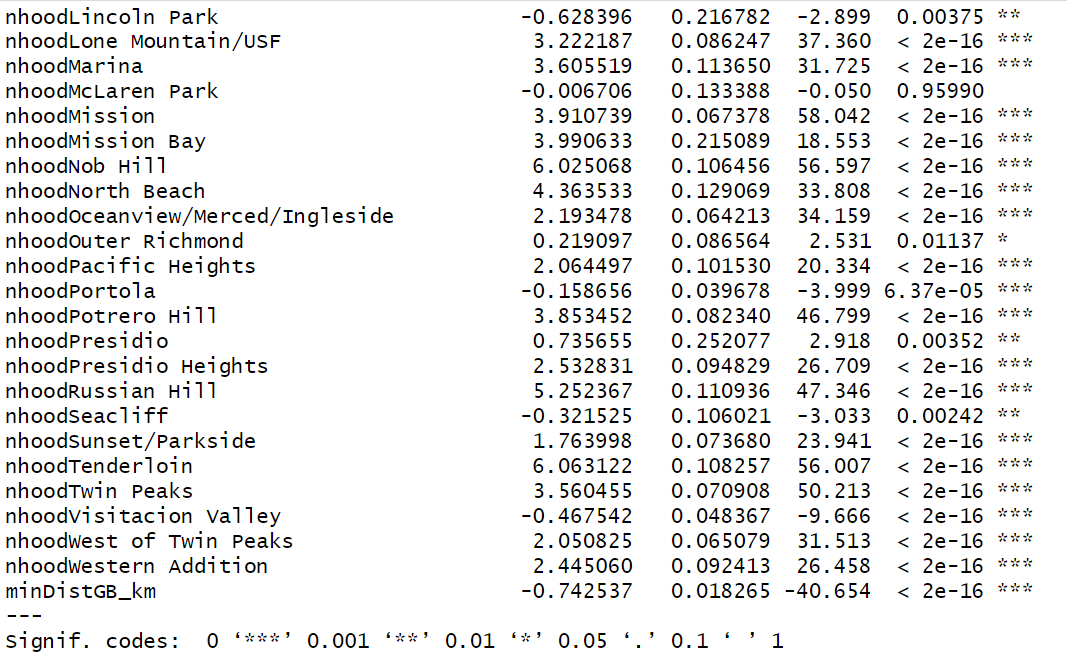 nhoodLincoln Park -0.628396 0.216782 -2.899 0.00375 **
nhoodLone Mountain/USF 3.222187 0.086247 37.360 < 2e-16 ***
nhoodMarina 3.605519 0.113650 31.725 < 2e-16 ***
nhoodMcLaren Park -0.006706 0.133388 -0.050 0.95990
nhoodMission 3.910739 0.067378 58.042 < 2e-16 ***
nhoodMission Bay 3.990633 0.215089 18.553 < 2e-16 ***
nhoodNob Hill 6.025068 0.106456 56.597 < 2e-16 ***
nhoodNorth Beach 4.363533 0.129069 33.808 < 2e-16 ***
nhoodOceanview/Merced/Ingleside 2.193478 0.064213 34.159 < 2e-16 ***
nhoodOuter Richmond 0.219097 0.086564 2.531 0.01137 *
nhoodPacific Heights 2.064497 0.101530 20.334 < 2e-16 ***
nhoodPortola -0.158656 0.039678 -3.999 6.37e-05 ***
nhoodPotrero Hill 3.853452 0.082340 46.799 < 2e-16 ***
nhoodPresidio 0.735655 0.252077 2.918 0.00352 **
nhoodPresidio Heights 2.532831 0.094829 26.709 < 2e-16 ***
nhoodRussian Hill 5.252367 0.110936 47.346 < 2e-16 ***
nhoodSeacliff -0.321525 0.106021 -3.033 0.00242 **
nhoodSunset/Parkside 1.763998 0.073680 23.941 < 2e-16 ***
nhoodTenderloin 6.063122 0.108257 56.007 < 2e-16 ***
nhoodTwin Peaks 3.560455 0.070908 50.213 < 2e-16 ***
nhoodVisitacion Valley -0.467542 0.048367 -9.666 < 2e-16 ***
nhoodWest of Twin Peaks 2.050825 0.065079 31.513 < 2e-16 ***
nhoodWestern Addition 2.445060 0.092413 26.458 < 2e-16 ***
minDistGB_km -0.742537 0.018265 -40.654 < 2e-16 ***
---
Signif. codes: 0 ‘***’ 0.001 ‘**’ 0.01 ‘*’ 0.05 ‘.’ 0.1 ‘ ’ 1